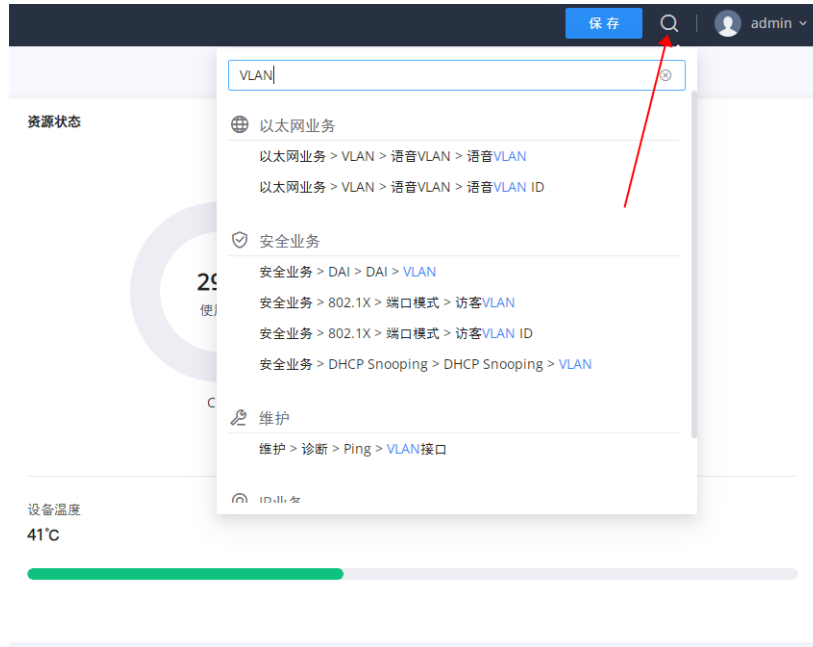 保存
admin
VLAN
资源状态
以太网业务
以太网业务 > VLAN > 语音VLAN > 语音VLAN
以太网业务 > VLAN > 语音VLAN > 语音VLAN ID
安全业务
安全业务 > DAI > DAI > VLAN
安全业务 > 802.1X > 端口模式 > 访客VLAN
安全业务 > 802.1X > 端口模式 > 访客VLAN ID
安全业务 > DHCP Snooping > DHCP Snooping > VLAN
29
使
C
维护
维护 > 诊断 > Ping > VLAN接口
IP业务
设备温度
41°C